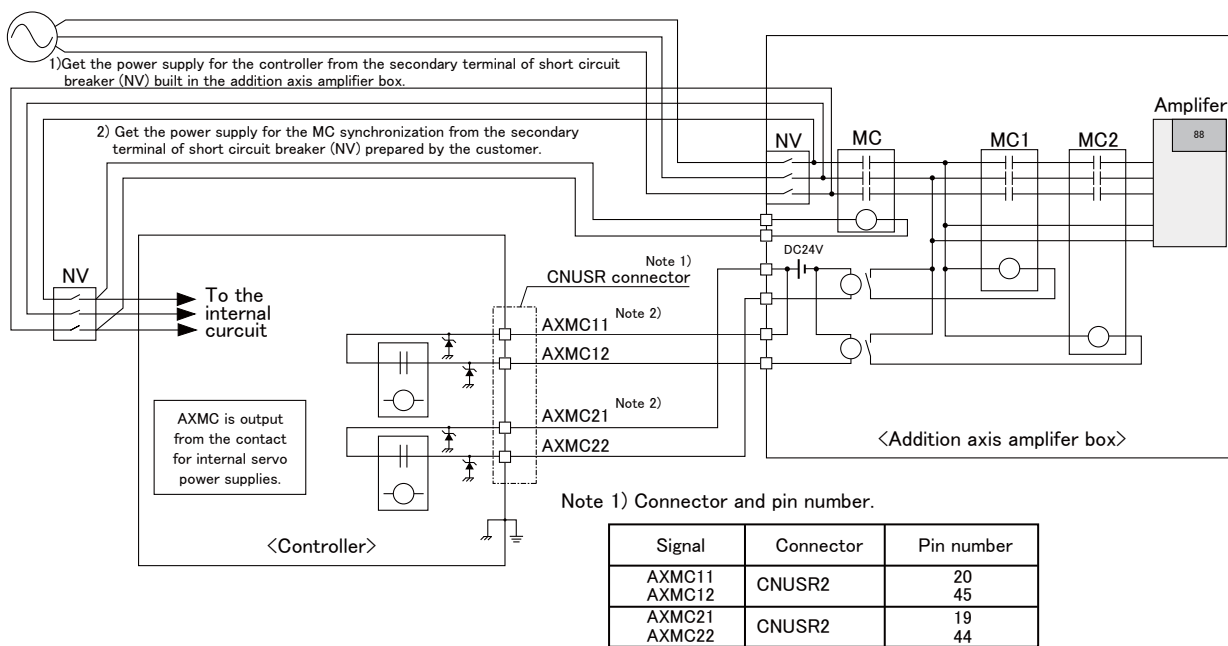 1)Get the power supply for the controller from the secondary terminal of short circuit
breaker (NV) built in the addition axis amplifier box.
2) Get the power supply for the MC synchronization from the secondary
terminal of short circuit breaker (NV) prepared by the customer.
Amplifer
88
NV
MC
MC1
MC2
DC24V
NV
To the
internal
curcuit
Note 1)
CNUSR connector
AXMC11 Note 2)
AXMC12
AXMC21 Note 2)
AXMC22
AXMC is output
from the contact
for internal servo
power supplies.
<Controller>
<Addition axis amplifer box>
Note 1) Connector and pin number.
Signal Connector Pin number
AXMC11 CNUSR2 20
AXMC12 45
AXMC21 CNUSR2 19
AXMC22 44